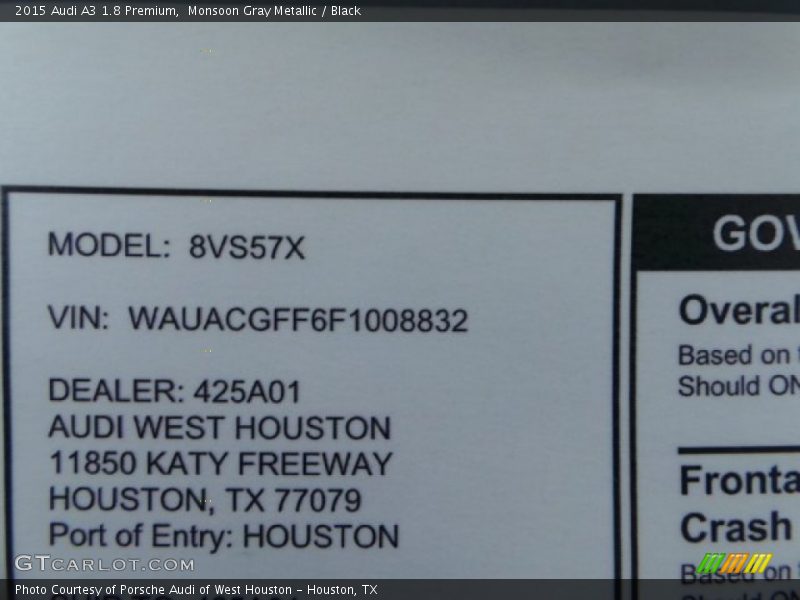 2015 Audi A3 1.8 Premium,  Monsoon Gray Metallic / Black
MODEL: 8VS57X
VIN: WAUACGFF6F1008832
DEALER: 425A01
AUDI WEST HOUSTON
11850 KATY FREEWAY
HOUSTON, TX 77079
Port of Entry: HOUSTON
GOV
Overal
Based on
Should ON
Fronta
Crash
Based on
GTCARLOT.COM
Photo Courtesy of Porsche Audi of West Houston – Houston, TX